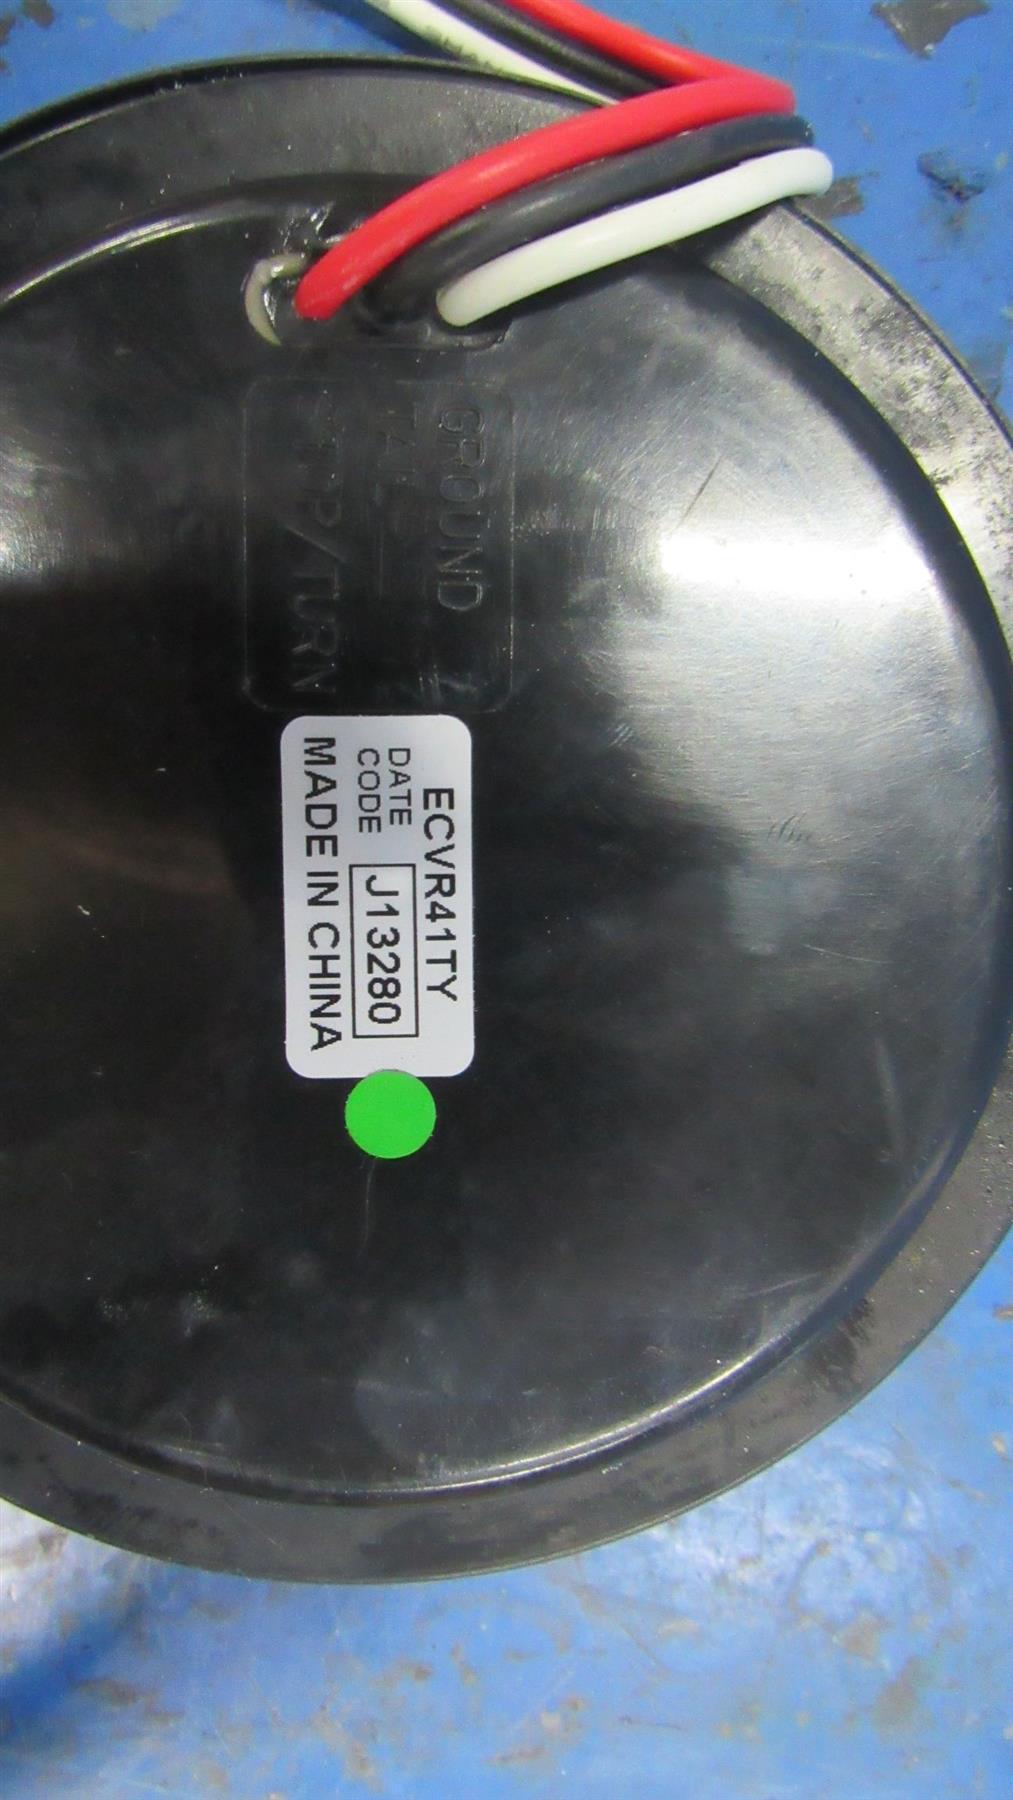 GROUND
TAIL
STOP/TURN
ECVR41TY
DATE
CODE
J13280
MADE IN CHINA